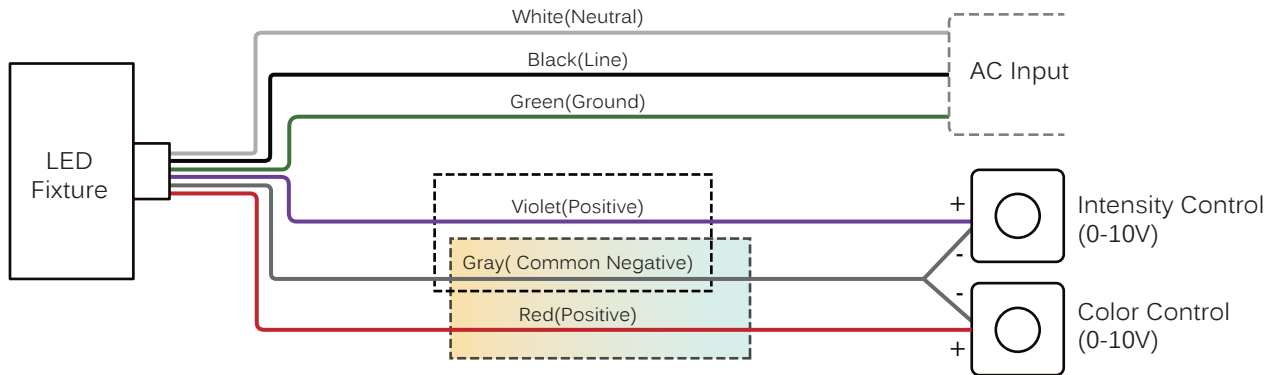 White(Neutral)
Black(Line)
AC Input
Green(Ground)
LED
Fixture
Violet(Positive)
+
Intensity Control
(0-10V)
-
Gray( Common Negative)
-
Red(Positive)
Color Control
(0-10V)
+